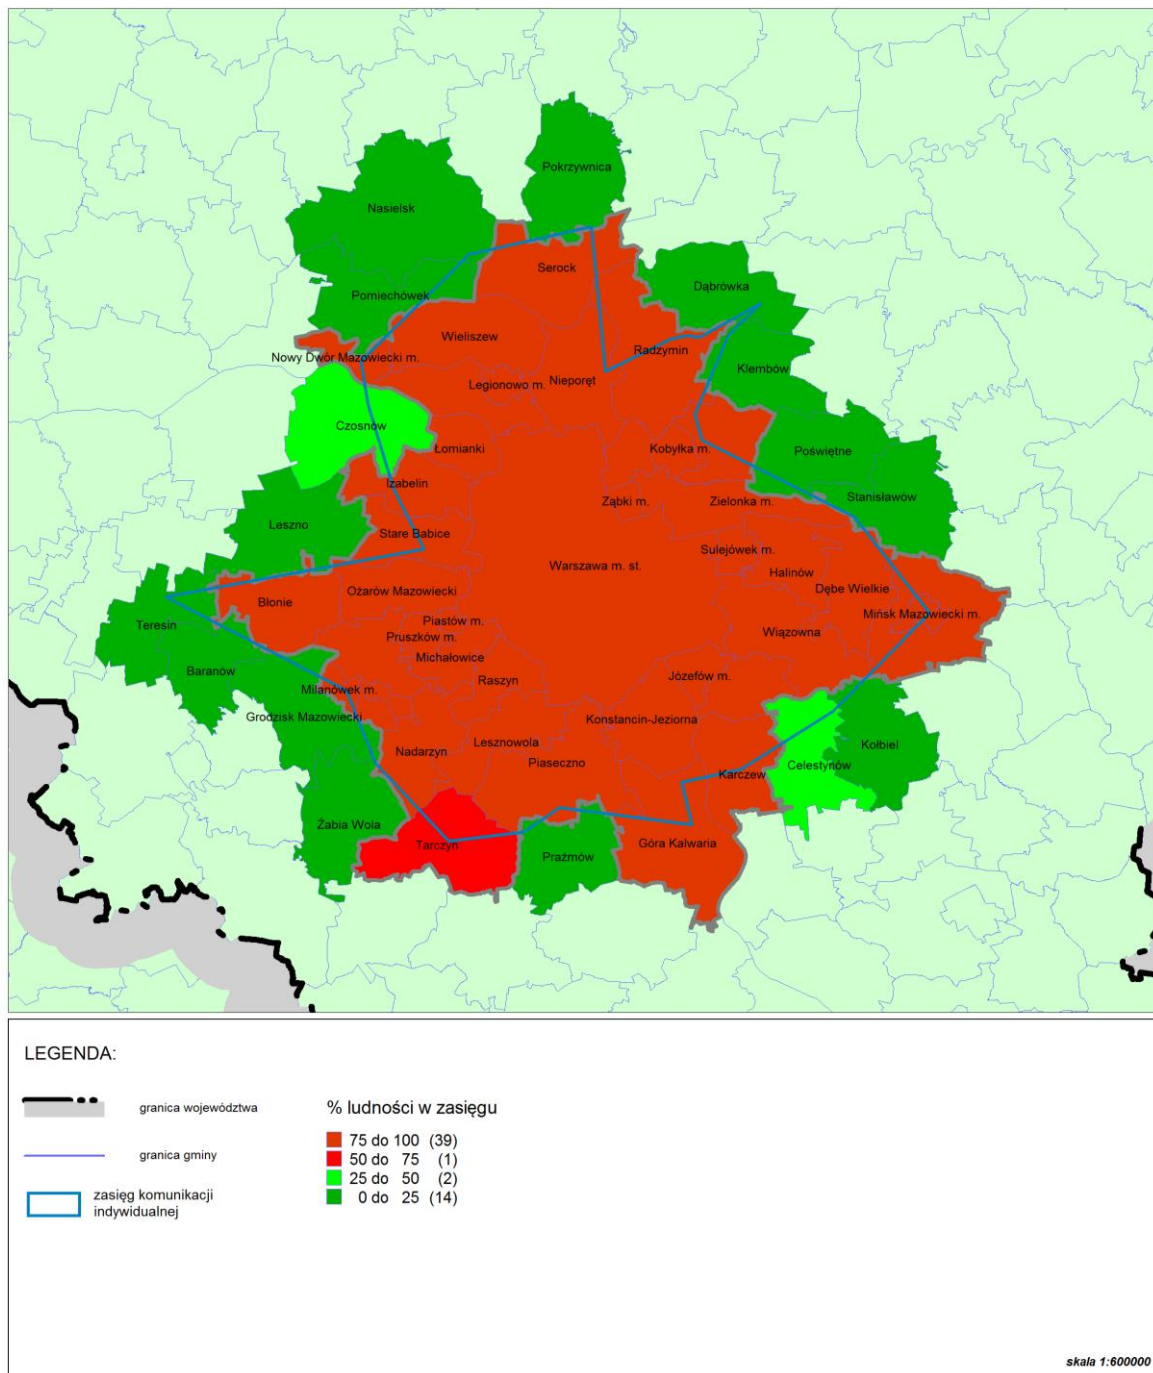 Pokrzywnica
Nasielsk
Serock
Dąbrówka
Pomiechówek
Wieliszew
Radzymin
Nowy Dwór Mazowiecki m.
Klembów
Nieporęt
Legionowo m.
Czosnów
Łomianki
Kobyłka m.
Poświętne
Izabelin
Stanisławów
Ząbki m.
Zielonka m.
Leszno
Stare Babice
Sulejówek m.
Warszawa m. st.
Halinów
Dębe Wielkie
Ożarów Mazowiecki
Błonie
Mińsk Mazowiecki m.
Piastów m.
Teresin
Wiązowna
Pruszków m.
Michałowice
Baranów
Józefów m.
Raszyn
Milanówek m.
Grodzisk Mazowiecki
Konstancin-Jeziorna
Lesznowola
Kołbiel
Nadarzyn
Piaseczno
Celestynów
Karczew
Żabia Wola
Tarczyn
Góra Kalwaria
Prażmów
LEGENDA:
granica województwa
granica gminy
zasięg komunikacji
indywidualnej
% ludności w zasięgu
75 do 100 (39)
50 do 75 (1)
25 do 50 (2)
0 do 25 (14)
skala 1:600000